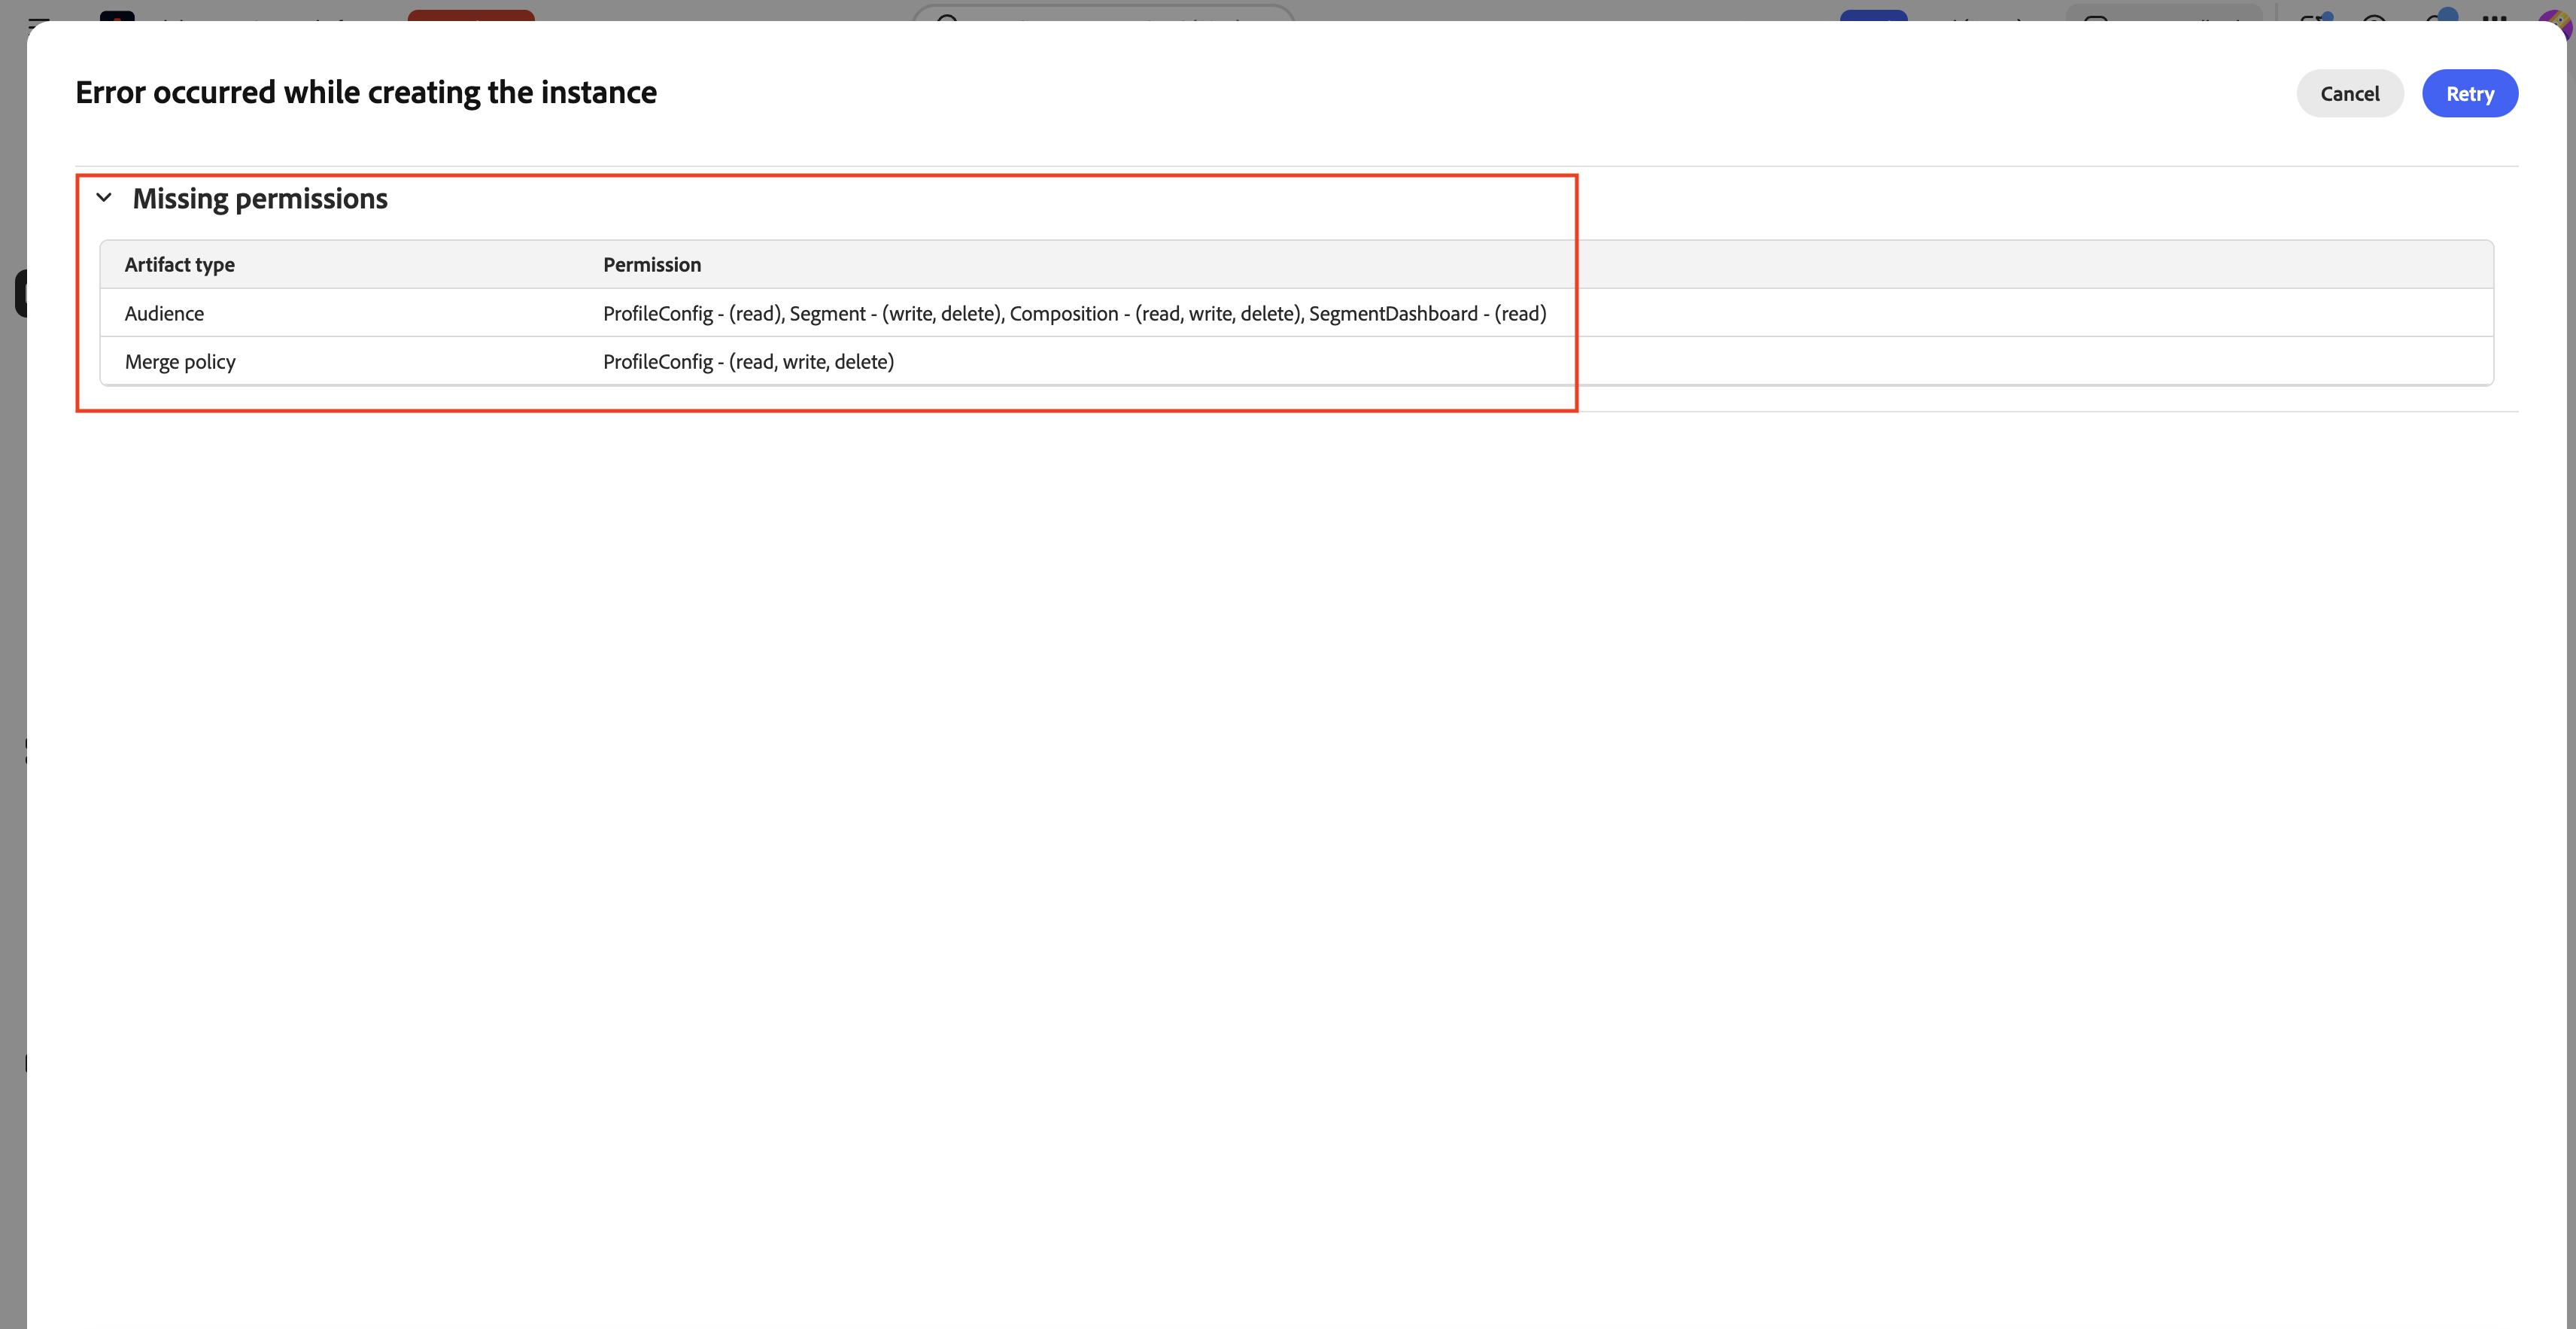 Error occurred while creating the instance
Cancel
Retry
Missing permissions
Artifact type Permission
Audience ProfileConfig - (read), Segment - (write, delete), Composition - (read, write, delete), SegmentDashboard - (read)
Merge policy ProfileConfig - (read, write, delete)